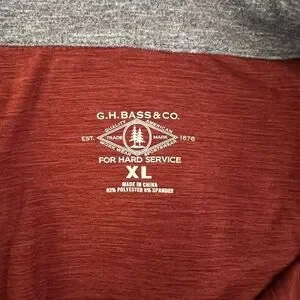 G.H.BASS&CO.
QUALITY AMERICAN
EST. TRADE MARK 1876
WORK WEAR SPORTSWEAR
FOR HARD SERVICE
XL
MADE IN CHINA
92% POLYESTER 8% SPANDEX